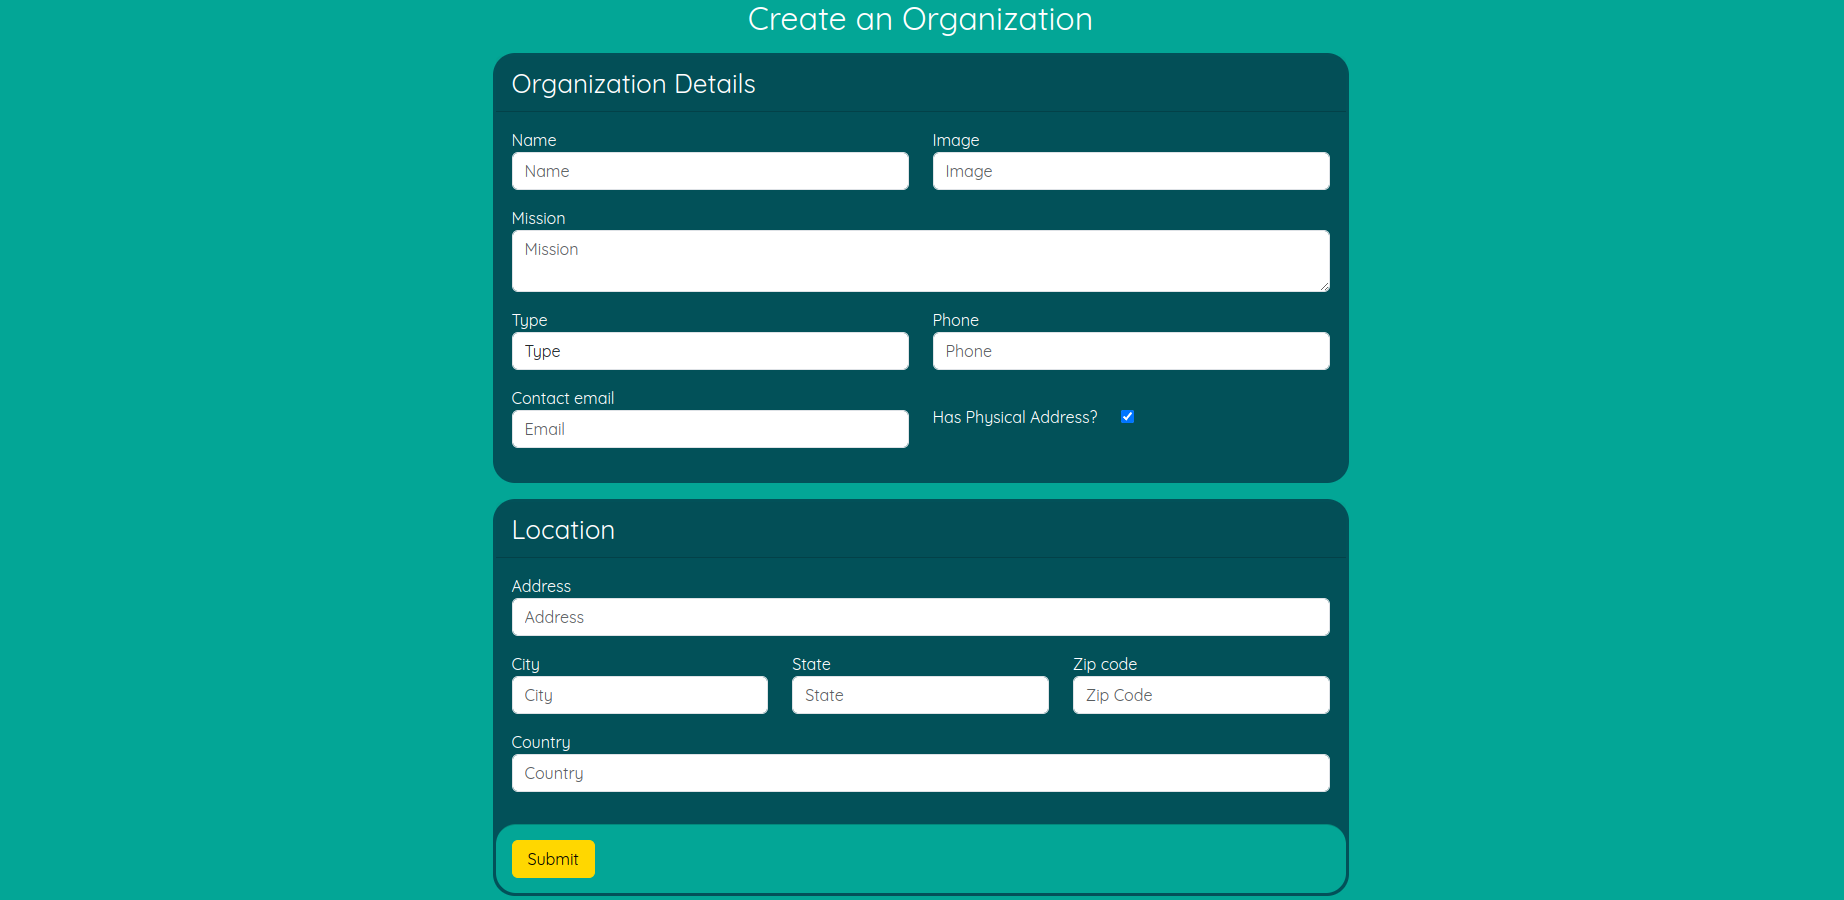 Create an Organization
Organization Details
Name Image
Name Image
Mission
Mission
Type Phone
Type Phone
Contact email
Email Has Physical Address?
Location
Address
Address
City State Zip code
City State Zip Code
Country
Country
Submit